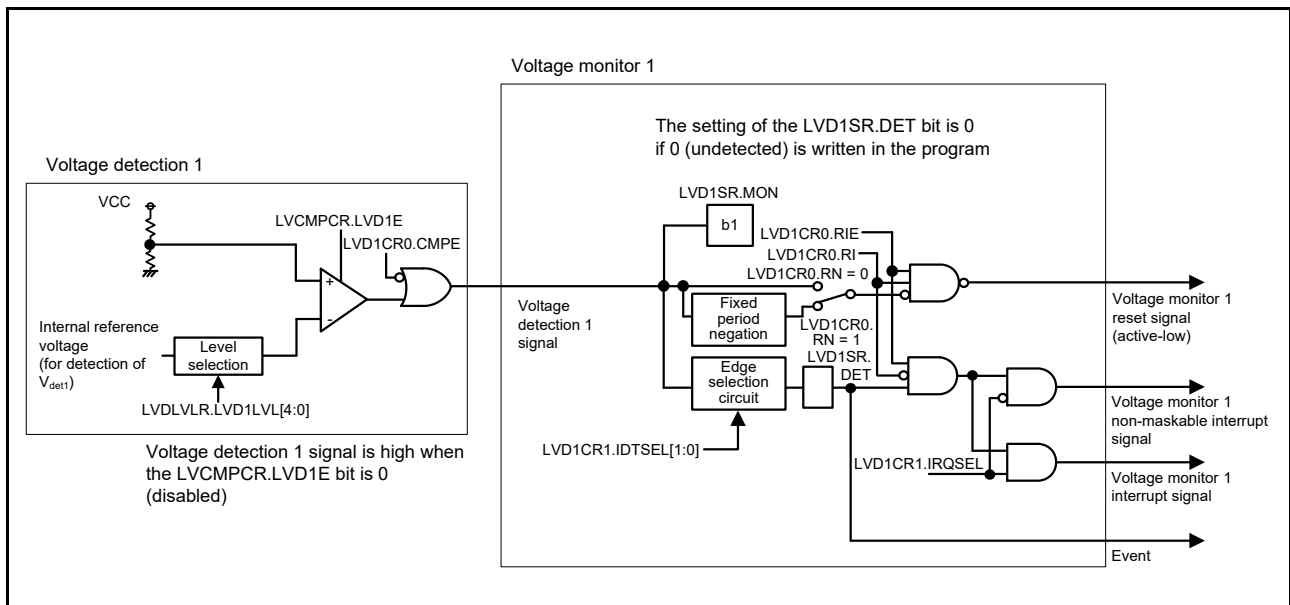 Voltage monitor 1
The setting of the LVD1SR.DET bit is 0
if 0 (undetected) is written in the program
Voltage detection 1
VCC
LVCMPCR.LVD1E
LVD1CR0.CMPE
+
-
Internal reference
voltage
(for detection of
Vdet1)
Level
selection
LVDLVLR.LVD1LVL[4:0]
Voltage detection 1 signal is high when
the LVCMPCR.LVD1E bit is 0
(disabled)
Voltage
detection 1
signal
LVD1SR.MON
b1
LVD1CR0.RIE
LVD1CR0.RI
LVD1CR0.RN = 0
Fixed
period
negation
LVD1CR0.
RN = 1
LVD1SR.
DET
Edge
selection
circuit
LVD1CR1.IDTSEL[1:0]
LVD1CR1.IRQSEL
Voltage monitor 1
reset signal
(active-low)
Voltage monitor 1
non-maskable interrupt
signal
Voltage monitor 1
interrupt signal
Event